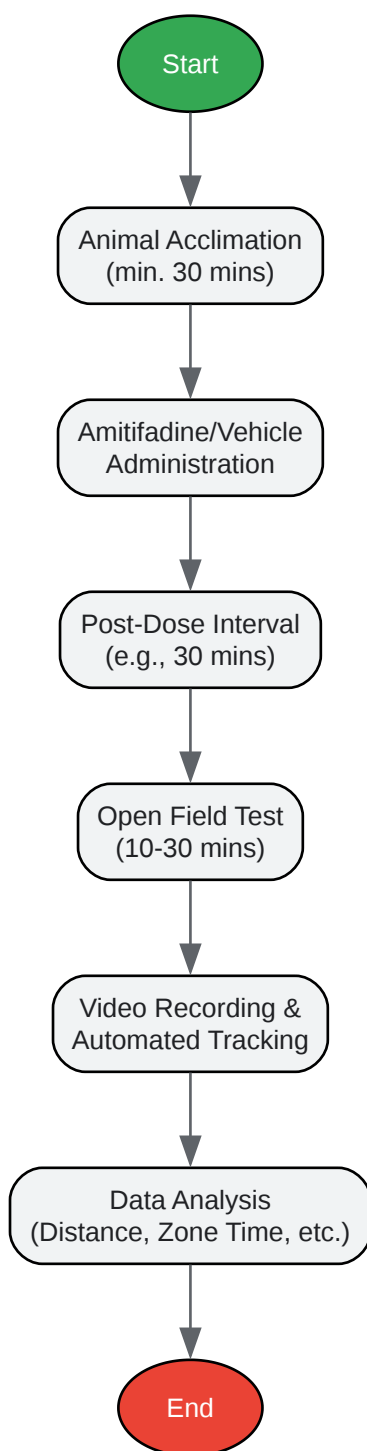 Start
Animal Acclimation
(min. 30 mins)
Amitifadine/Vehicle
Administration
Post-Dose Interval
(e.g., 30 mins)
Open Field Test
(10-30 mins)
Video Recording &
Automated Tracking
Data Analysis
(Distance, Zone Time, etc.)
End